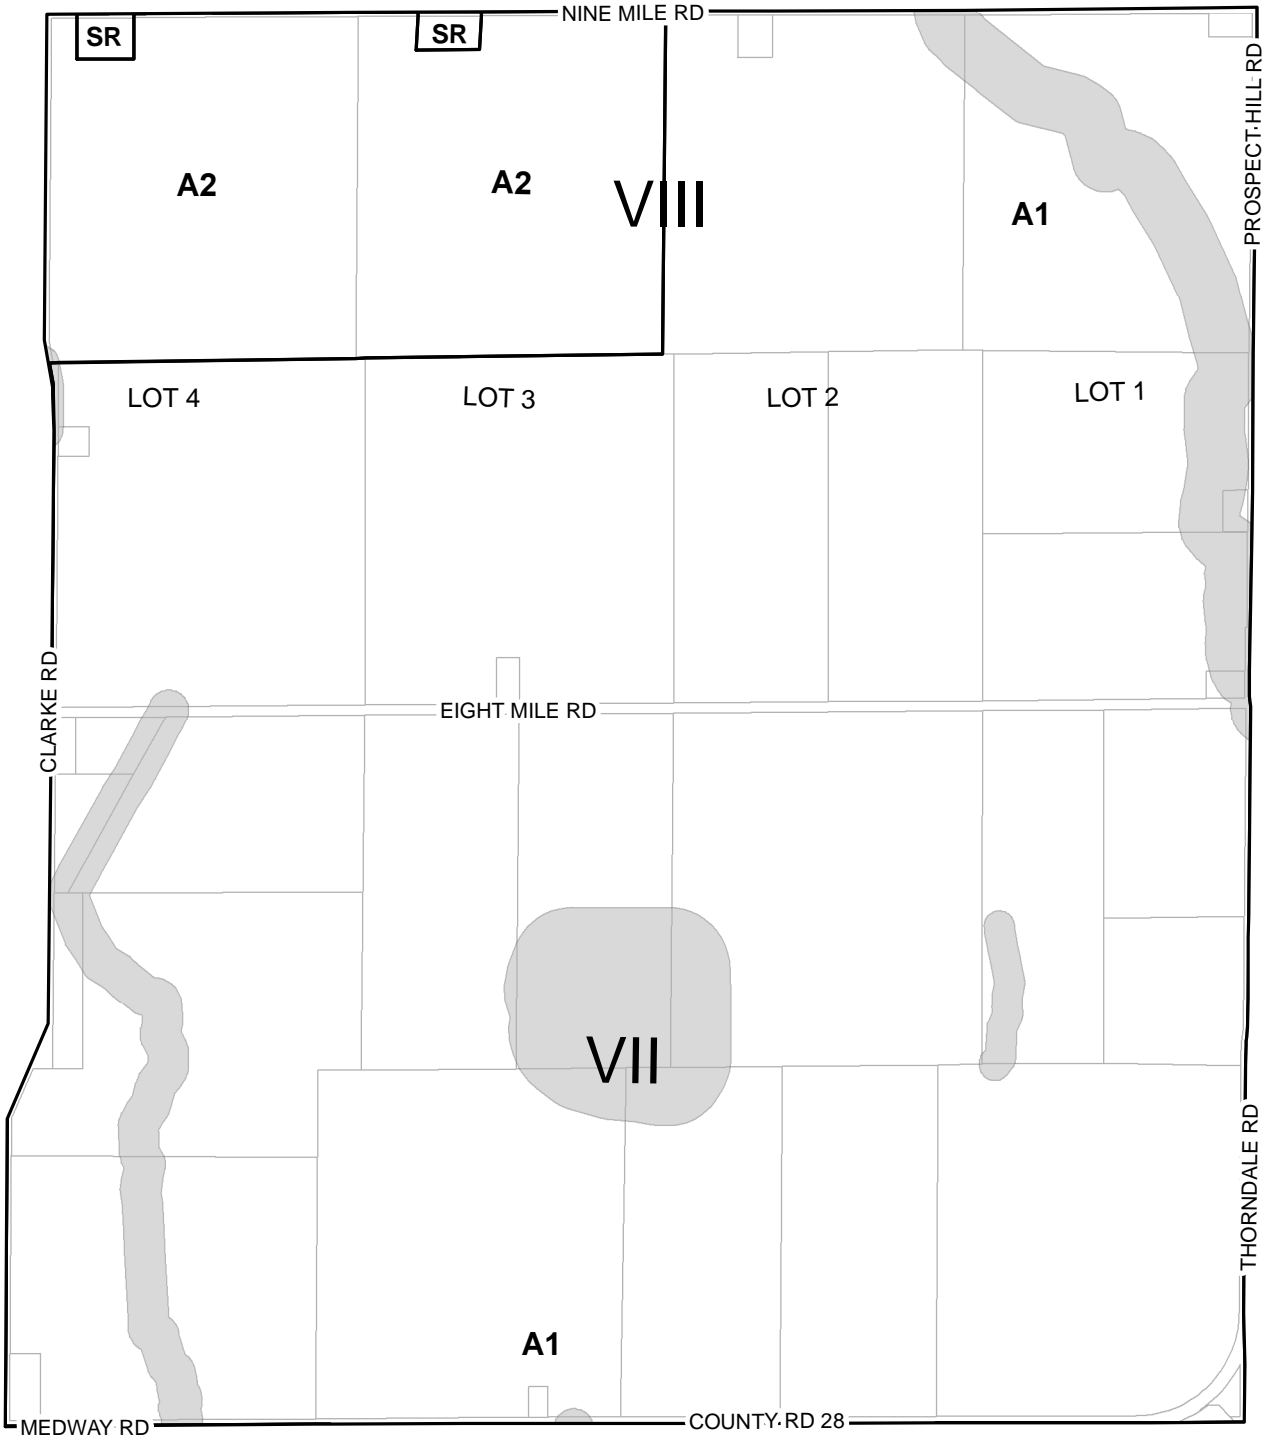 NINE MILE RD
SR
SR
PROSPECT HILL RD
A2
A2
VIII
A1
LOT 4
LOT 3
LOT 2
LOT 1
CLARKE RD
EIGHT MILE RD
VII
THORNDALE RD
A1
MEDWAY RD
COUNTY RD 28